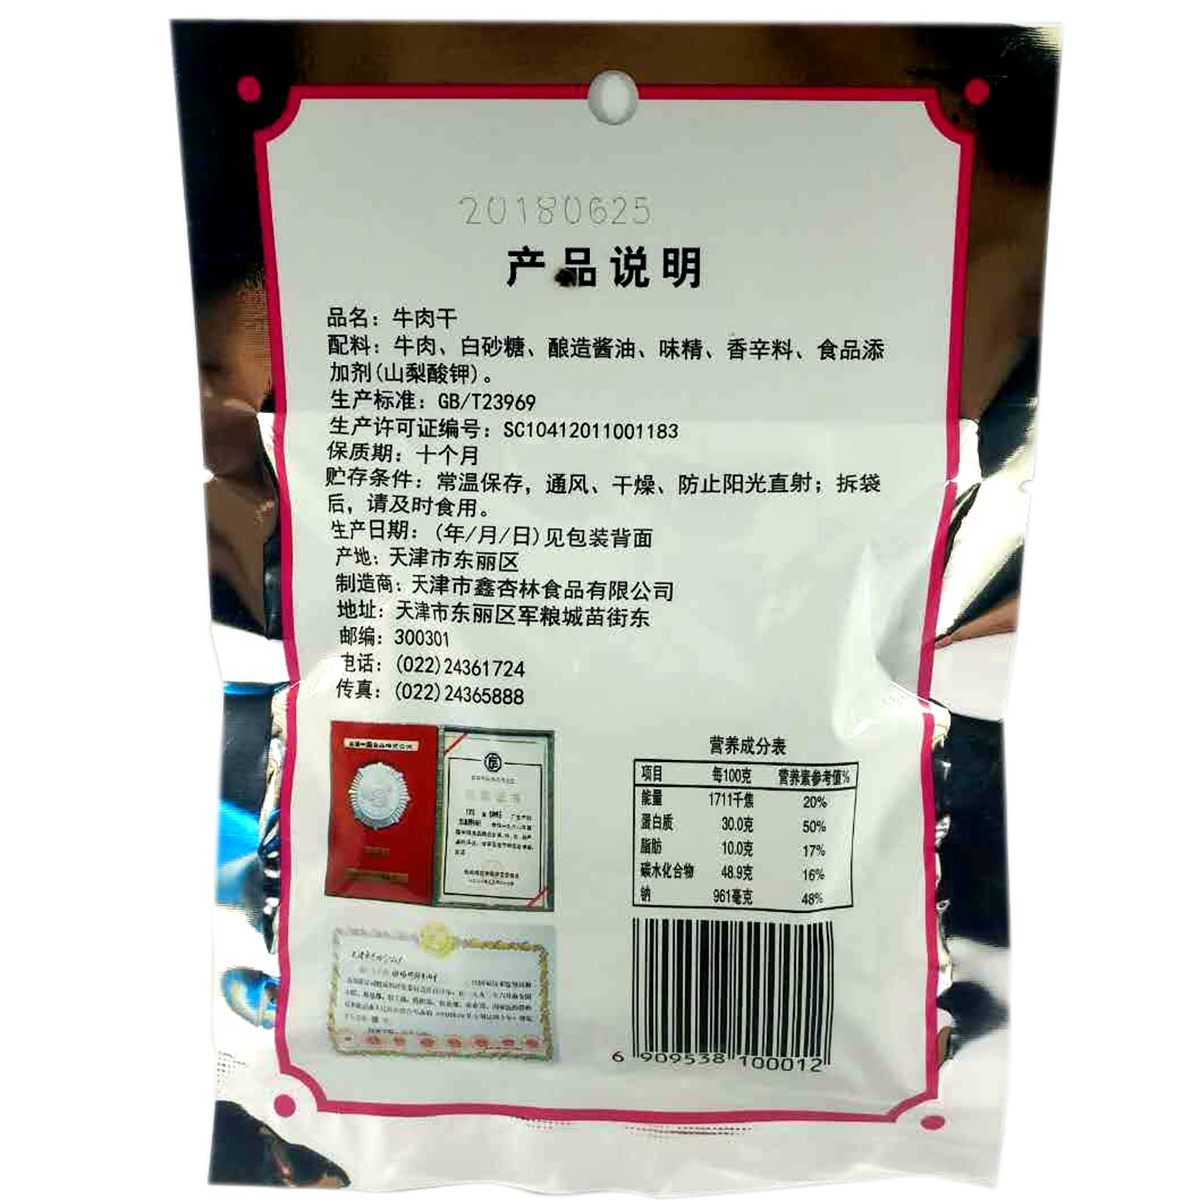 20180625
产品说明
品名：牛肉干
配料：牛肉、白砂糖、酿造酱油、味精、香辛料、食品添
加剂(山梨酸钾)。
生产标准：GB/T23969
生产许可证编号：SC10412011001183
保质期：十个月
贮存条件：常温保存，通风、干燥、防止阳光直射；拆袋
后，请及时食用。
生产日期：(年/月/日)见包装背面
产地：天津市东丽区
制造商：天津市鑫杏林食品有限公司
地址：天津市东丽区军粮城苗街东
邮编：300301
电话：(022)24361724
传真：(022)24365888
营养成分表
项目 每100克 营养素参考值%
能量 1711千焦 20%
蛋白质 30.0克 50%
脂肪 10.0克 17%
碳水化合物 48.9克 16%
钠 961毫克 48%
6 909538 100012